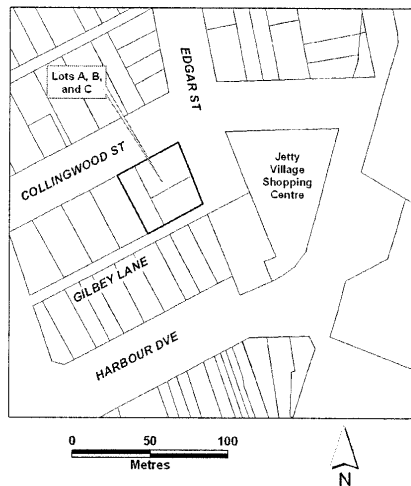 EDGAR ST
Lots A, B,
and C
COLLINGWOOD ST
Jetty
Village
Shopping
Centre
GILBEY LANE
HARBOUR DVE
0 50 100
Metres
N